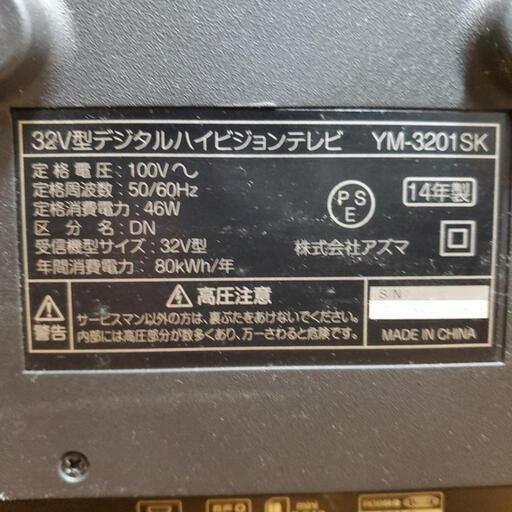 32V型デジタルハイビジョンテレビ YM-3201SK
定格電圧:100V～
定格周波数:50/60Hz
定格消費電力:46W
区分名:DN
受信機型サイズ:32V型
年間消費電力:80kWh/年
PSE
14年製
株式会社アズマ
警告
高圧注意
サービスマン以外の方は、裏ぶたをあけないでください。
内部には高圧部分が数多くあり、万一さわると危険です。
S/N:
MADE IN CHINA